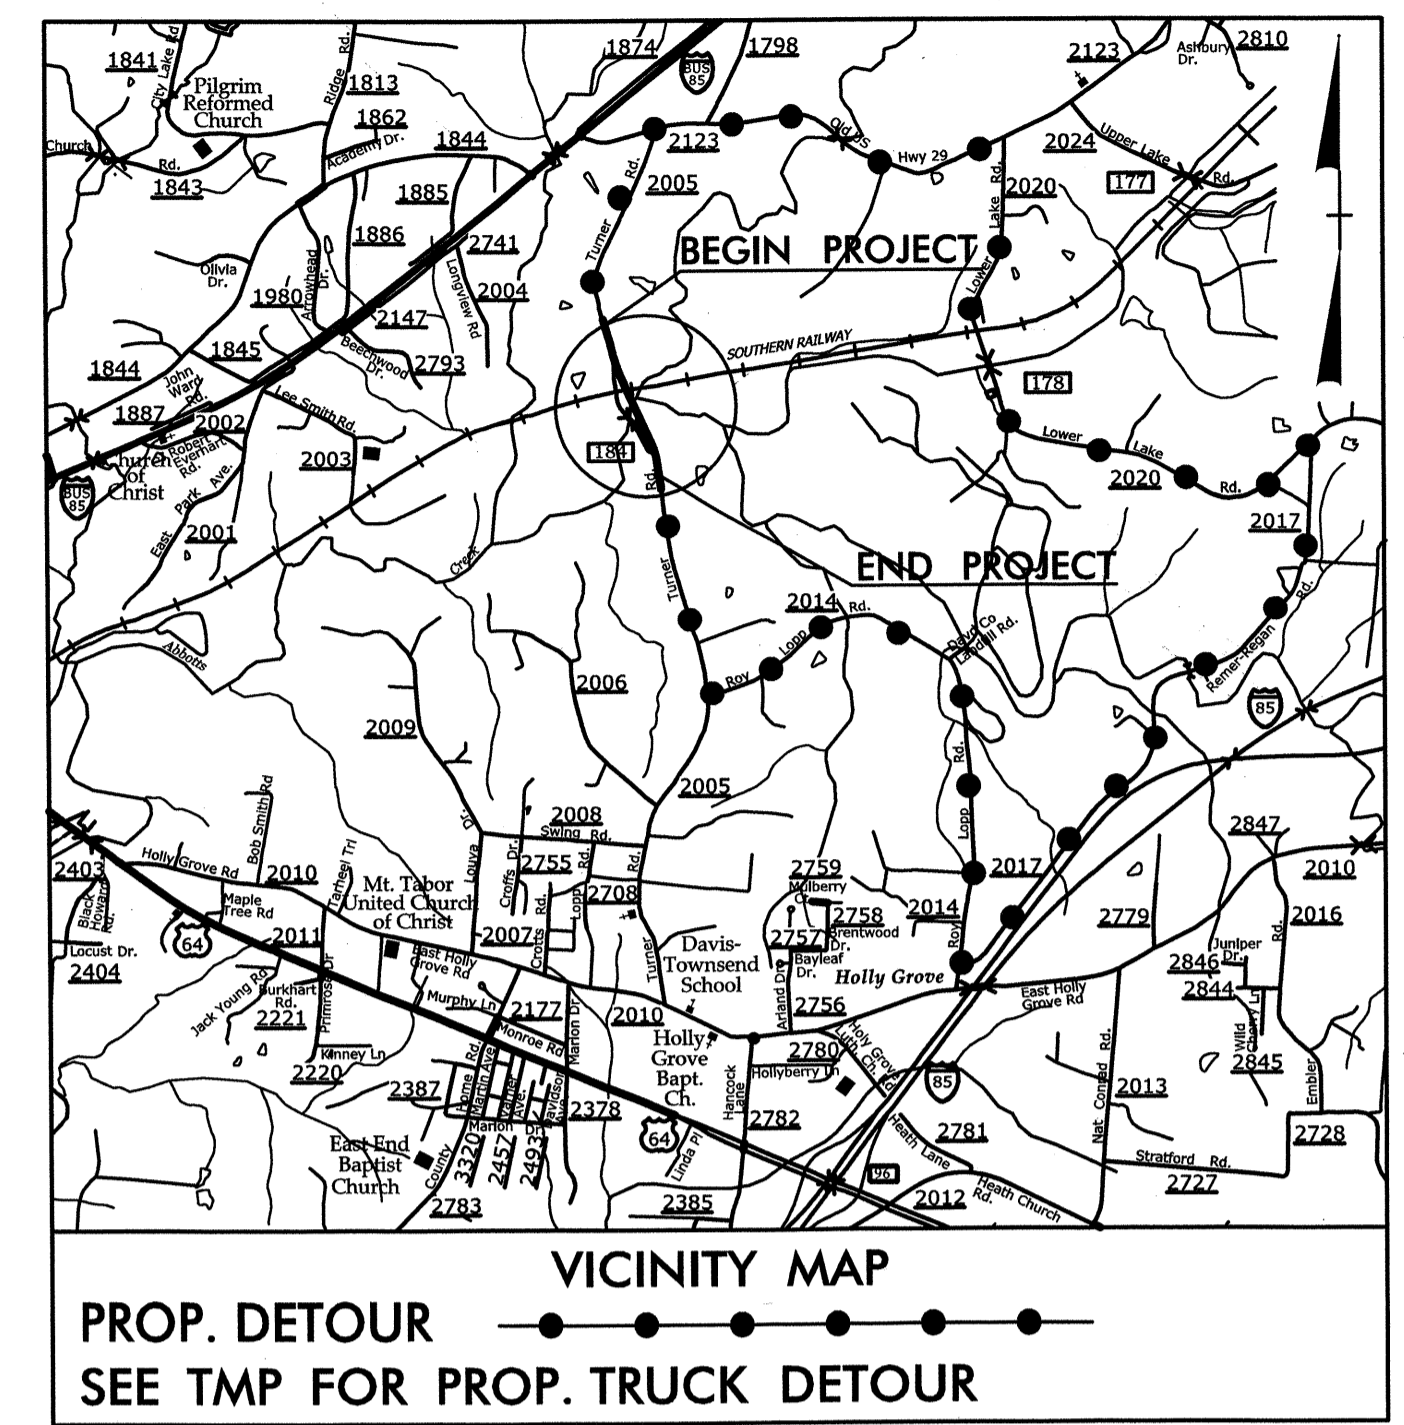 1841
City Lake Rd
Pilgrim
Reformed
Church
Ridge Rd.
1813
1874
BUS
85
1798
2123
Ashbury
Dr.
2810
1862
Academy Dr.
1844
Church
Rd.
1843
2123
Old US
Hwy 29
2024
Upper Lake
Rd.
177
1885
2005
Turner
Rd.
2020
Lower
Lake Rd.
1886
2741
BEGIN PROJECT
Olivia
Dr.
1980
Arrowhead
Dr.
Longview Rd
2004
2147
SOUTHERN RAILWAY
1845
Beechwood
Dr.
2793
1844
John
Ward
Rd.
178
1887
2002
Lee Smith Rd.
Robert
Everhart
Rd.
Church
of
Christ
BUS
85
2003
184
Rd.
Lower
Lake
2020
Rd.
2017
East
Park
Ave.
2001
Creek
Turner
END PROJECT
2014
Roy
Lopp
Rd.
Davd Co
Landfill Rd.
Remer-Regan
Rd.
Abbotts
2006
85
2009
2005
Rd.
Lopp
Bob Smith Rd
Dr.
2008
Swing Rd.
2847
2403
Holly Grove Rd
2010
Tarheel Trl
Louva
Crofts Dr.
2755
Rd.
Rd.
2759
Mulberry
Cr.
2017
2010
Black
Howard
Rd.
Mt. Tabor
United Church
of Christ
Maple
Tree Rd
Lopp
2708
2758
Brentwood
Dr.
2014
Roy
2779
2016
64
2011
2007
Crotts
Rd.
Davis-
Townsend
School
2757
Bayleaf
Dr.
Locust Dr.
2404
East Holly
Grove Rd
Turner
Holly Grove
Juniper
Dr.
2846
Rd.
Jack Young Rd
Burkhart
Rd.
2221
Primrose Dr
Murphy Ln
2177
Marion Dr.
2010
Arland Dr.
2756
East Holly
Grove Rd
2844
Monroe Rd
Holly
Grove
Bapt.
Ch.
Holy Grove
Luth. Ch. Rd
Wild
Cherry Ln
2845
Kinney Ln
2220
2780
Hollyberry Ln
85
Nat Conrad Rd.
2013
Embler
2387
Home
Rd.
Martin Ave.
Varner
Ave.
Davidson
Ave.
2378
Hancock
Lane
2782
Marion Dr.
64
2781
2728
East End
Baptist
Church
County
3320
2457
2493
Linda Pl
Heath Lane
96
Stratford Rd.
2727
2783
2385
2012
Heath Church
Rd.
VICINITY MAP
PROP. DETOUR
SEE TMP FOR PROP. TRUCK DETOUR